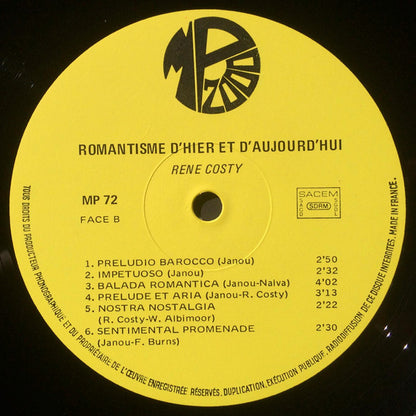 MP 2000
ROMANTISME D'HIER ET D'AUJOURD'HUI
RENE COSTY
MP 72
FACE B
SACEM
SDRM
1. PRELUDIO BAROCCO (Janou) 2'50
2. IMPETUOSO (Janou) 2'32
3. BALADA ROMANTICA (Janou-Nalva) 4'02
4. PRELUDE ET ARIA (Janou-R. Costy) 3'13
5. NOSTRA NOSTALGIA 2'22
(R. Costy-W. Albimoor)
6. SENTIMENTAL PROMENADE 2'30
(Janou-F. Burns)
TOUS DROITS DU PRODUCTEUR PHONOGRAPHIQUE ET DU PROPRIÉTAIRE DE L'ŒUVRE ENREGISTRÉE RÉSERVÉS. DUPLICATION, EXÉCUTION PUBLIQUE, RADIODIFFUSION DE CE DISQUE INTERDITES. MADE IN FRANCE.